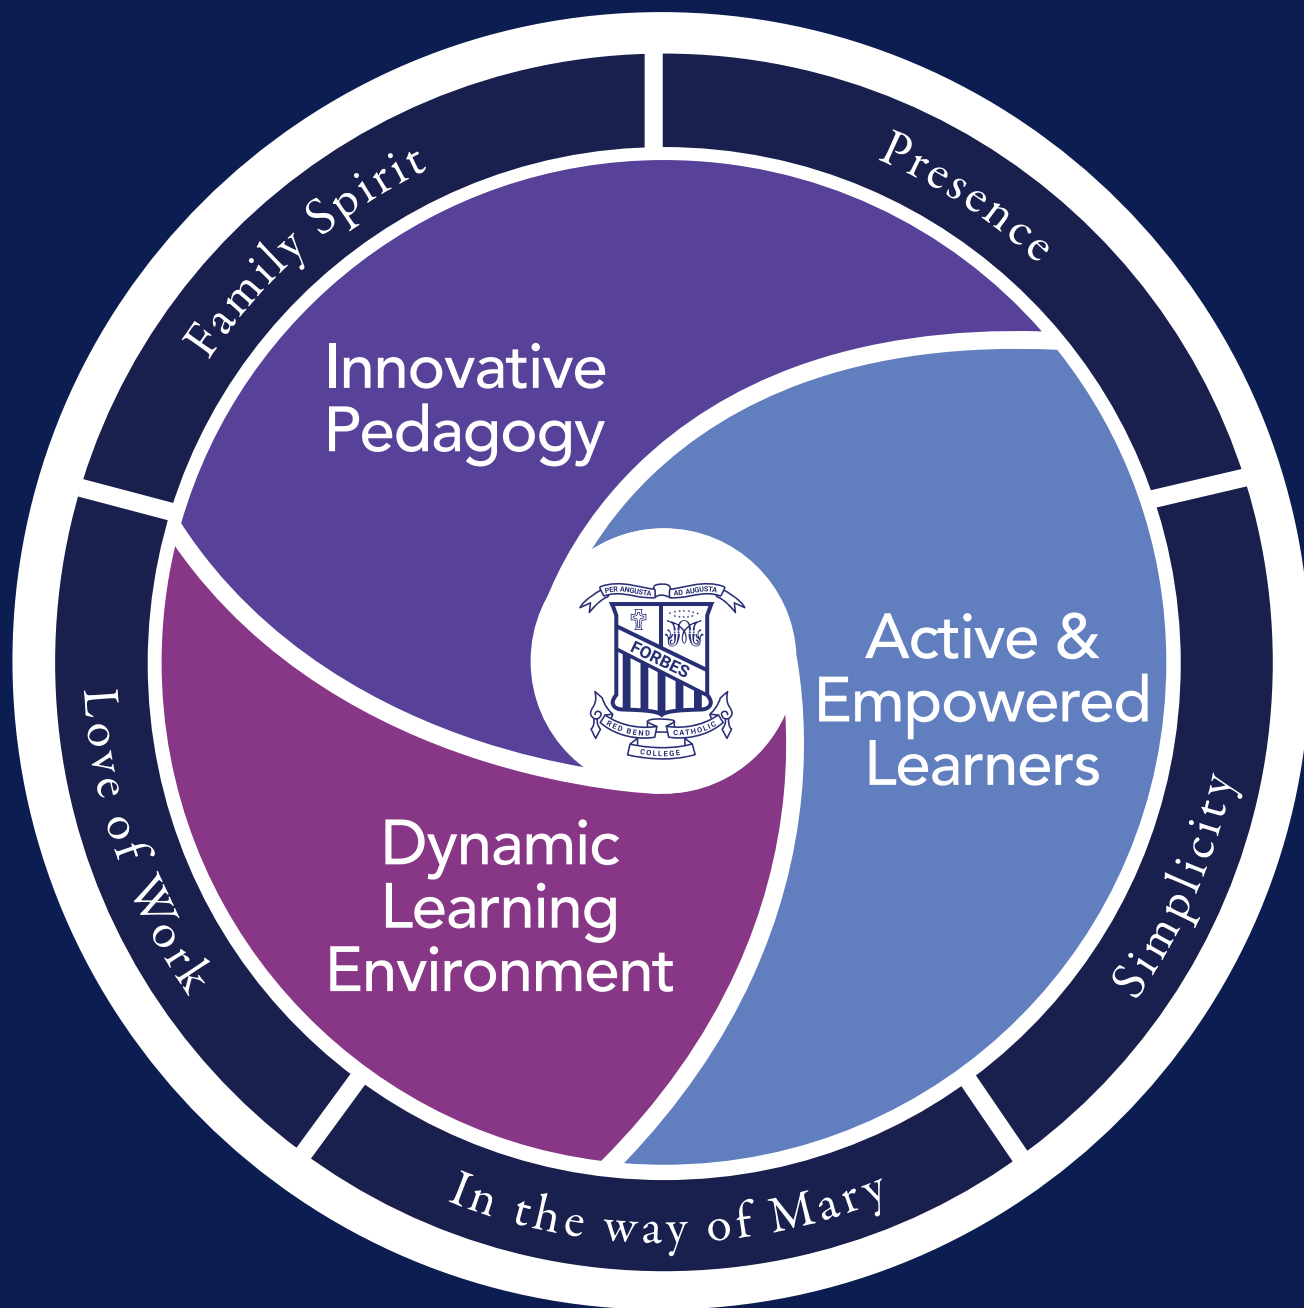 Family Spirit
Presence
Innovative
Pedagogy
PER ANGUSTA AD AUGUSTA
FORBES
RED BEND CATHOLIC
COLLEGE
Active &
Empowered
Learners
Dynamic
Learning
Environment
Love of Work
Simplicity
In the way of Mary